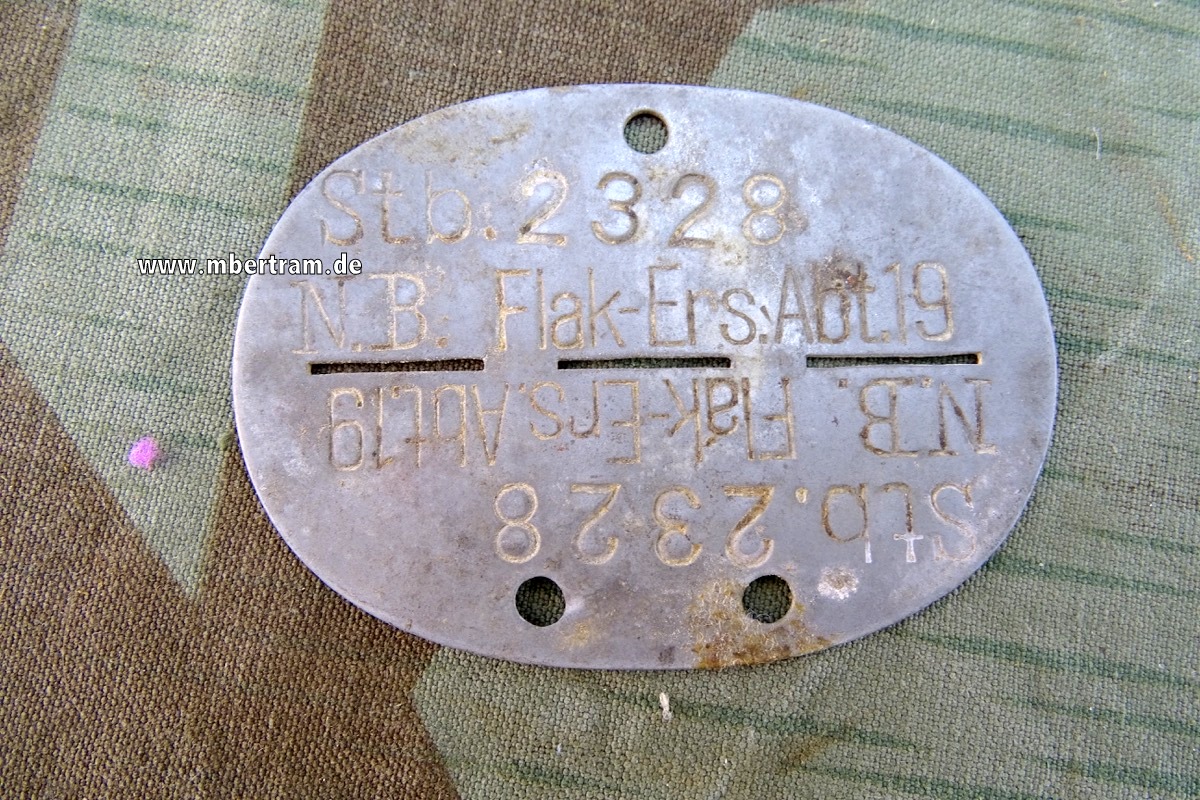 Stb. 2328
www.mbertram.de
N.B. Flak-Ers.Abt.19
N.B. Flak-Ers.Abt.19
Stb. 2328